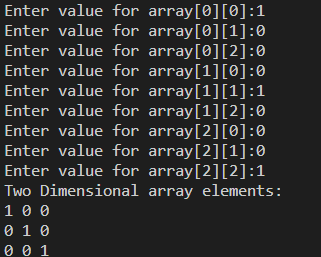 Enter value for array[0][0]:1
Enter value for array[0][1]:0
Enter value for array[0][2]:0
Enter value for array[1][0]:0
Enter value for array[1][1]:1
Enter value for array[1][2]:0
Enter value for array[2][0]:0
Enter value for array[2][1]:0
Enter value for array[2][2]:1
Two Dimensional array elements:
1 0 0
0 1 0
0 0 1